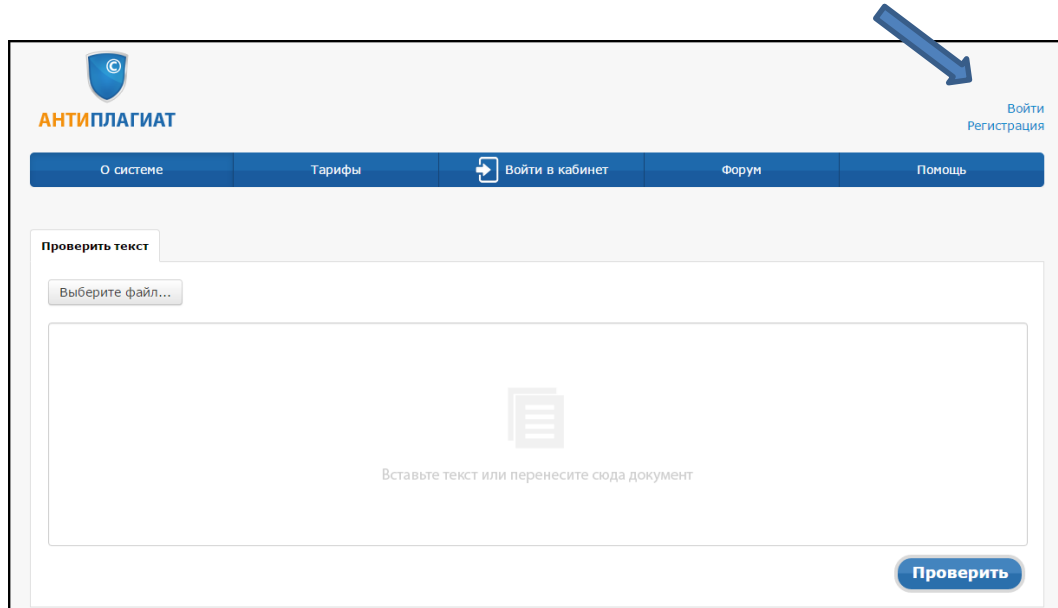 ©
АНТИПЛАГИАТ
Войти
Регистрация
О системе Тарифы Войти в кабинет Форум Помощь
Проверить текст
Выберите файл...
Вставьте текст или перенесите сюда документ
Проверить